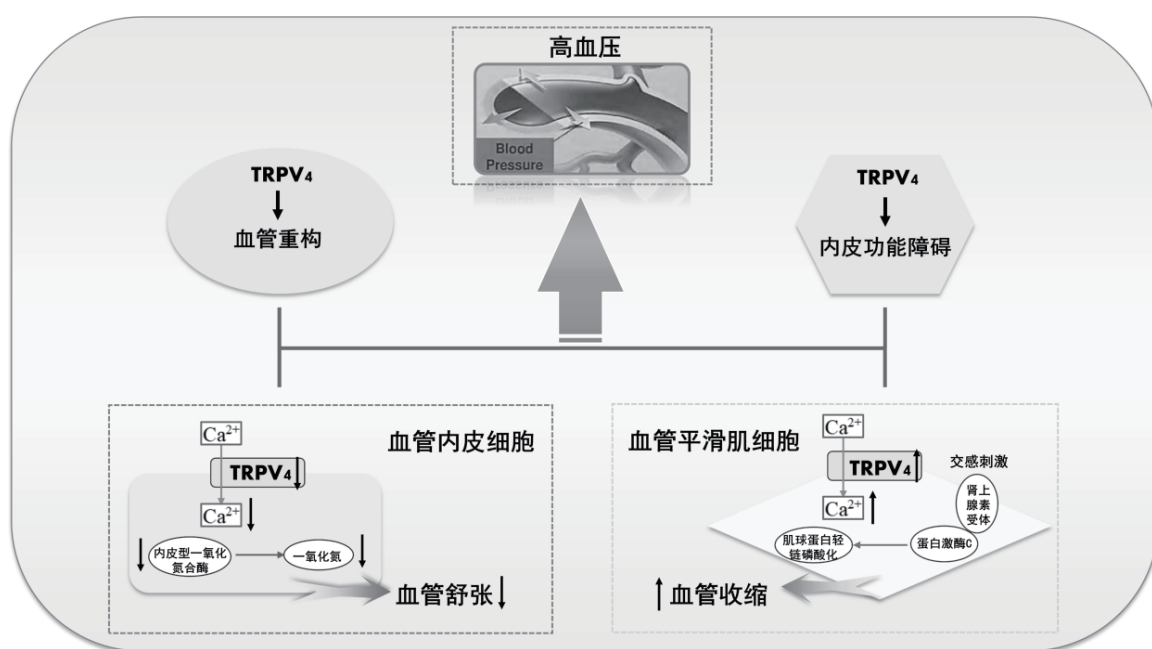 高血压
Blood
Pressure
TRPV4
↓
血管重构
TRPV4
↓
内皮功能障碍
血管内皮细胞
Ca²⁺
TRPV4↓
Ca²⁺↓
↓
内皮型一氧化
氮合酶
一氧化氮
↓
血管舒张↓
血管平滑肌细胞
Ca²⁺
TRPV4↑
Ca²⁺↑
交感刺激
肾上
腺素
受体
肌球蛋白轻
链磷酸化
蛋白激酶C
↑血管收缩